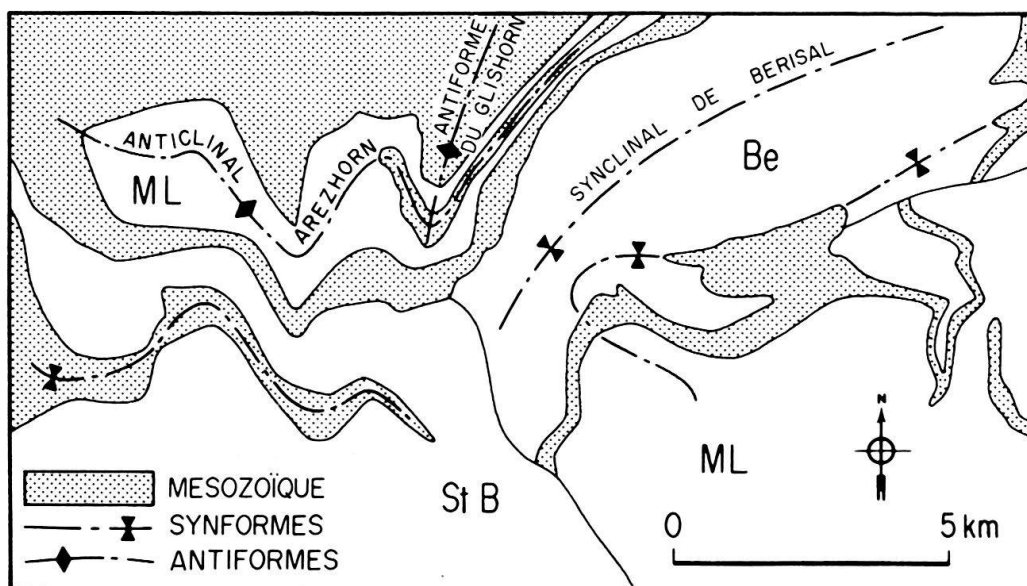 ANTIFORME
DU GLISHORN
ANTICLINAL
AREZHORN
SYNCLINAL DE BERISAL
ML
Be
St B
ML
N
MESOZOÏQUE
SYNFORMES
ANTIFORMES
0 5 km